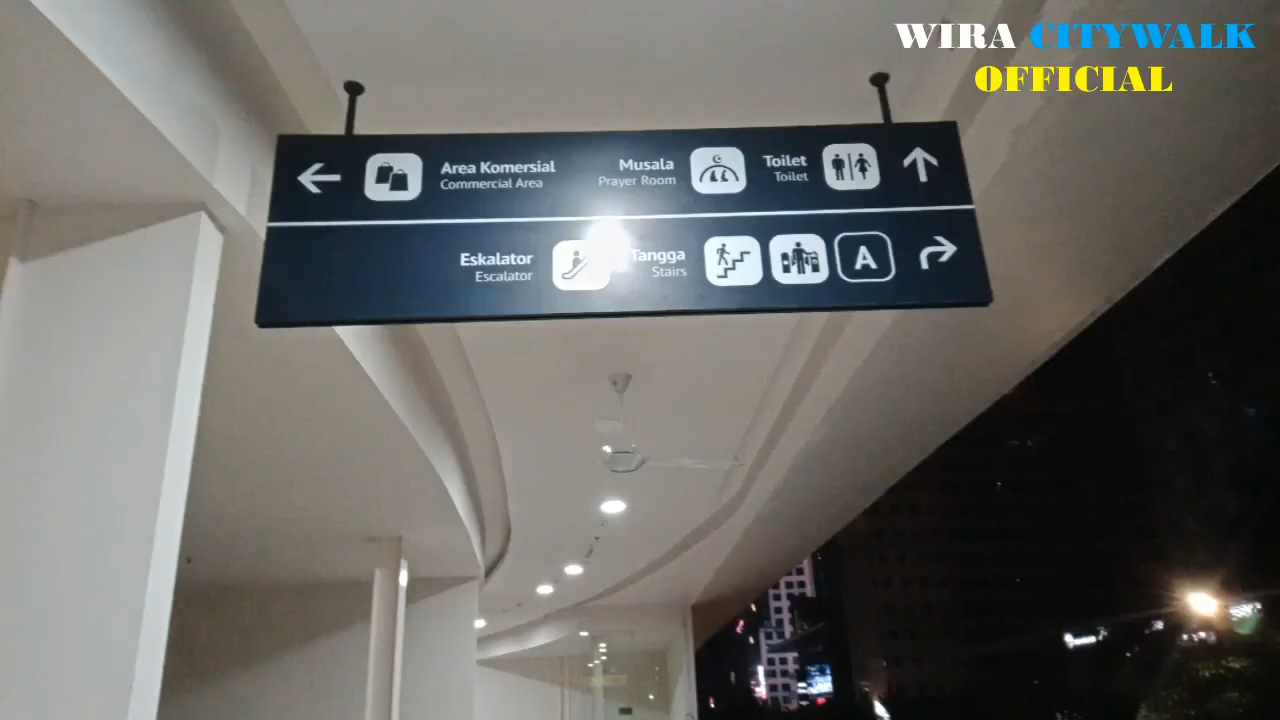 WIRA CITYWALK
OFFICIAL
Area Komersial
Commercial Area
Musala
Prayer Room
Toilet
Toilet
Eskalator
Escalator
Tangga
Stairs
A